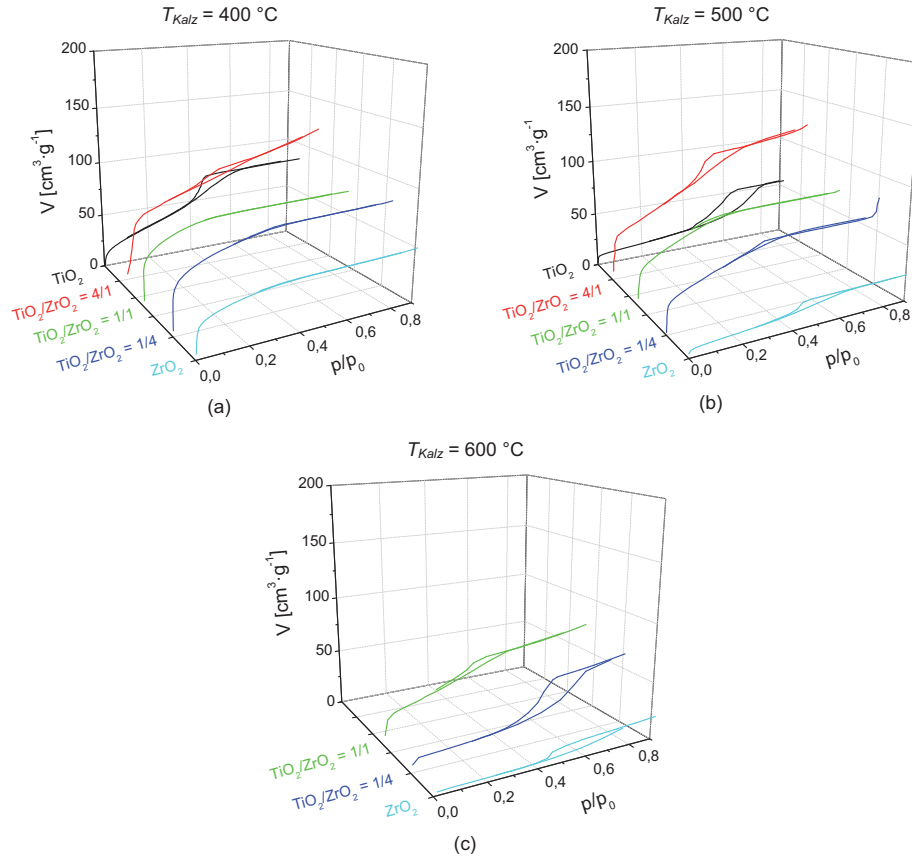 T_Kalz = 400 °C
V [cm³·g⁻¹]
200
150
100
50
0
TiO₂
TiO₂/ZrO₂ = 4/1
TiO₂/ZrO₂ = 1/1
TiO₂/ZrO₂ = 1/4
ZrO₂
0,0
0,2
0,4
0,6
0,8
p/p₀
(a)
T_Kalz = 500 °C
V [cm³·g⁻¹]
200
150
100
50
0
TiO₂
TiO₂/ZrO₂ = 4/1
TiO₂/ZrO₂ = 1/1
TiO₂/ZrO₂ = 1/4
ZrO₂
0,0
0,2
0,4
0,6
0,8
p/p₀
(b)
T_Kalz = 600 °C
V [cm³·g⁻¹]
200
150
100
50
0
TiO₂/ZrO₂ = 1/1
TiO₂/ZrO₂ = 1/4
ZrO₂
0,0
0,2
0,4
0,6
0,8
p/p₀
(c)